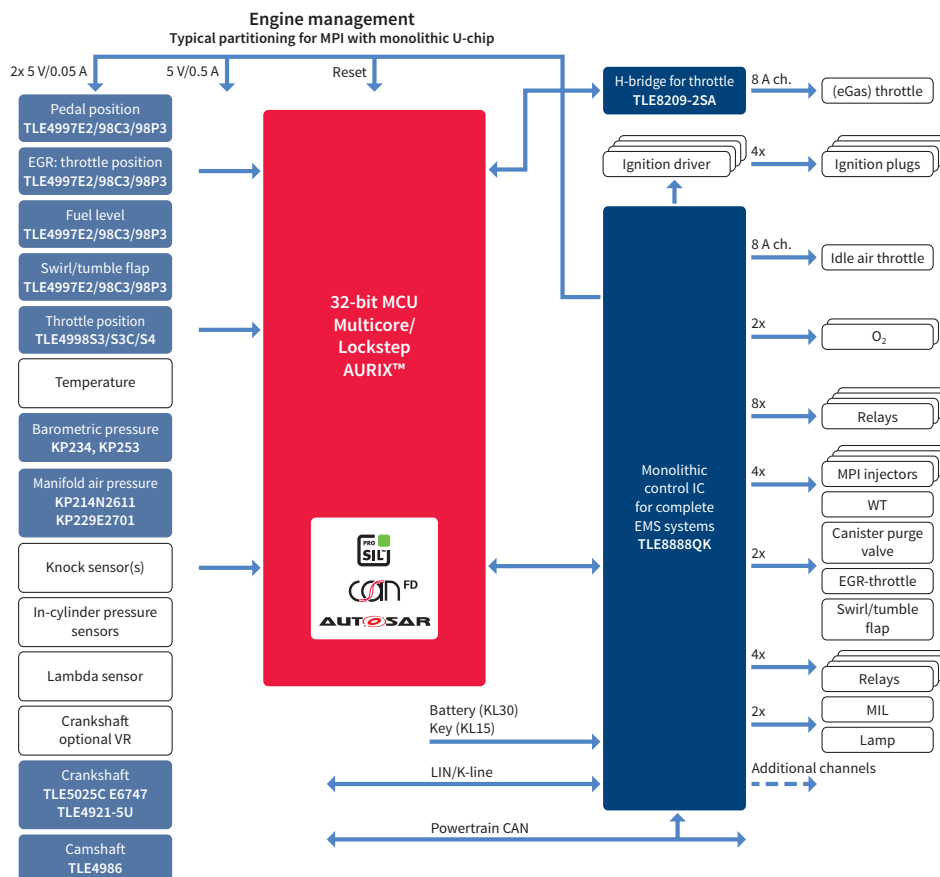 Engine management
Typical partitioning for MPI with monolithic U-chip
2x 5 V/0.05 A
5 V/0.5 A
Reset
Pedal position
TLE4997E2/98C3/98P3
EGR: throttle position
TLE4997E2/98C3/98P3
Fuel level
TLE4997E2/98C3/98P3
Swirl/tumble flap
TLE4997E2/98C3/98P3
Throttle position
TLE4998S3/S3C/S4
Temperature
Barometric pressure
KP234, KP253
Manifold air pressure
KP214N2611
KP229E2701
Knock sensor(s)
In-cylinder pressure
sensors
Lambda sensor
Crankshaft
optional VR
Crankshaft
TLE5025C E6747
TLE4921-5U
Camshaft
TLE4986
32-bit MCU
Multicore/
Lockstep
AURIX™
PRO
SIL™
CAN FD
AUTOSAR
Battery (KL30)
Key (KL15)
LIN/K-line
Powertrain CAN
H-bridge for throttle
TLE8209-2SA
Ignition driver
Monolithic
control IC
for complete
EMS systems
TLE8888QK
8 A ch.
(eGas) throttle
4x
Ignition plugs
8 A ch.
Idle air throttle
2x
O₂
8x
Relays
4x
MPI injectors
WT
2x
Canister purge
valve
EGR-throttle
Swirl/tumble
flap
4x
Relays
2x
MIL
Lamp
Additional channels